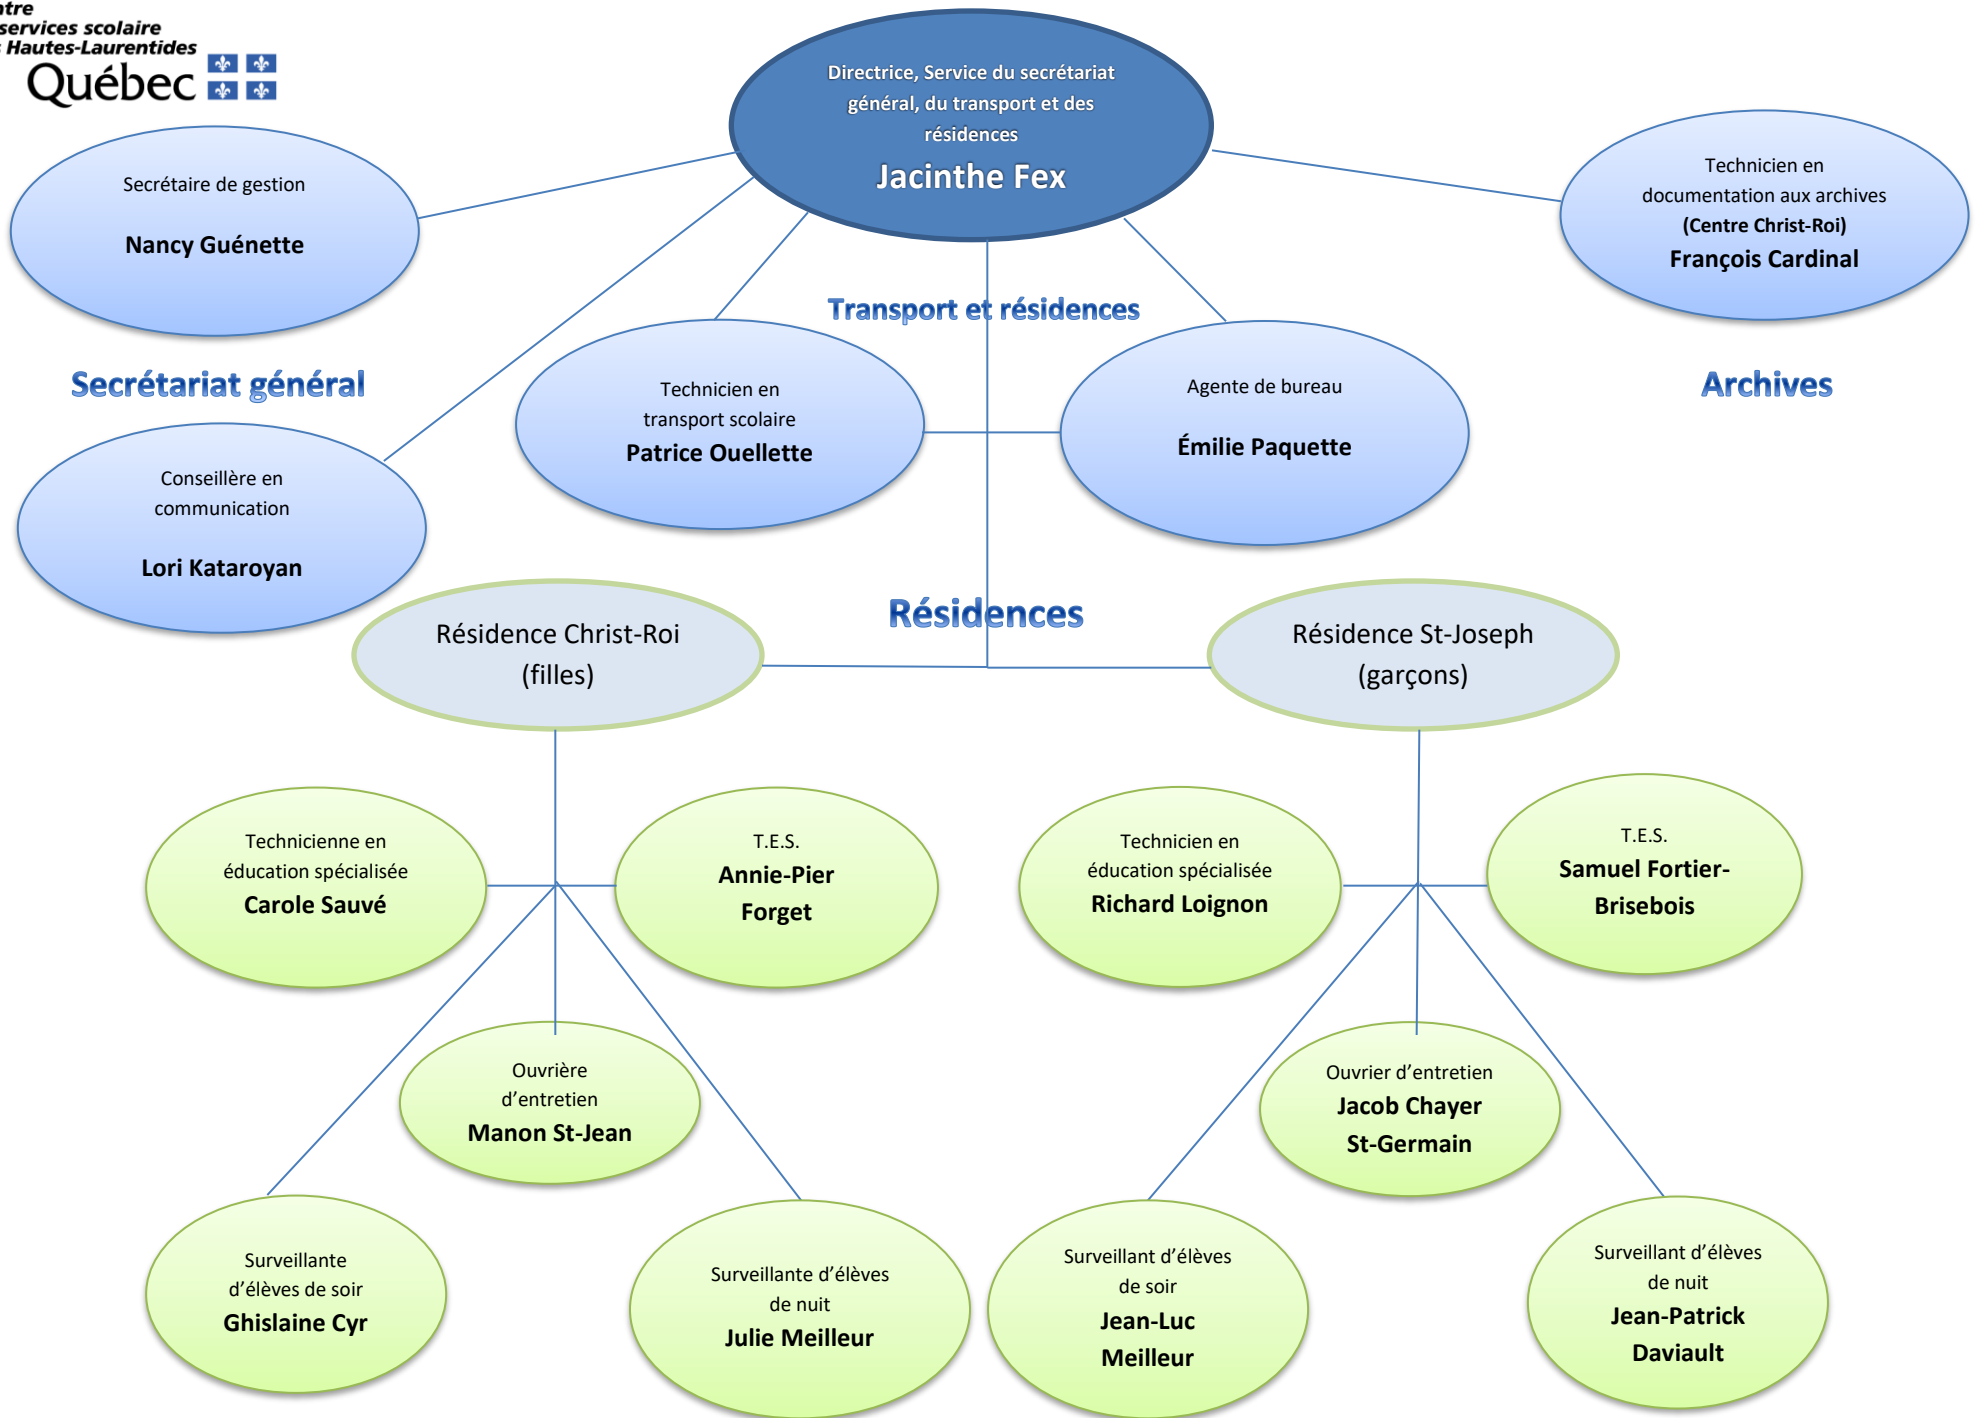 services scolaire
Hautes-Laurentides
Québec
Directrice, Service du secrétariat
général, du transport et des
résidences
Jacinthe Fex
Secrétaire de gestion
Nancy Guénette
Technicien en
documentation aux archives
(Centre Christ-Roi)
François Cardinal
Transport et résidences
Secrétariat général
Technicien en
transport scolaire
Patrice Ouellette
Agente de bureau
Émilie Paquette
Archives
Conseillère en
communication
Lori Kataroyan
Résidences
Résidence Christ-Roi
(filles)
Résidence St-Joseph
(garçons)
Technicienne en
éducation spécialisée
Carole Sauvé
T.E.S.
Annie-Pier
Forget
Technicien en
éducation spécialisée
Richard Loignon
T.E.S.
Samuel Fortier-
Brisebois
Ouvrière
d’entretien
Manon St-Jean
Ouvrier d’entretien
Jacob Chayer
St-Germain
Surveillante
d’élèves de soir
Ghislaine Cyr
Surveillante d’élèves
de nuit
Julie Meilleur
Surveillant d’élèves
de soir
Jean-Luc
Meilleur
Surveillant d’élèves
de nuit
Jean-Patrick
Daviault